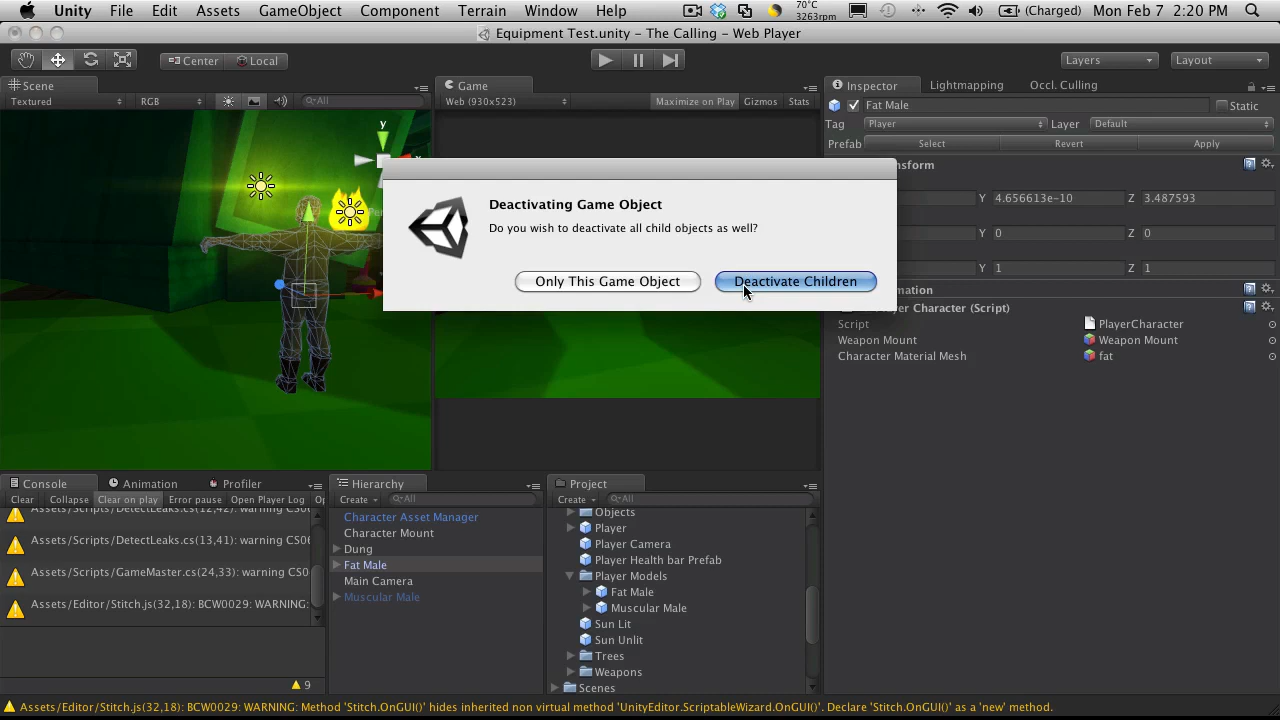 Unity File Edit Assets GameObject Component Terrain Window Help 70°C 3263rpm (Charged) Mon Feb 7 2:20 PM
Equipment Test.unity – The Calling – Web Player
Center Local Layers Layout
Scene
Game
Inspector Lightmapping Occl. Culling
Textured RGB All
Web (930x523) Maximize on Play Gizmos Stats
Fat Male Static
Tag Player Layer Default
Prefab Select Revert Apply
y
Deactivating Game Object
Do you wish to deactivate all child objects as well?
Only This Game Object Deactivate Children
Y 4.656613e-10 Z 3.487593
Y 0 Z 0
Y 1 Z 1
Script PlayerCharacter
Weapon Mount Weapon Mount
Character Material Mesh fat
Console Animation Profiler
Clear Collapse Clear on play Error pause Open Player Log
Assets/Scripts/DetectLeaks.cs(13,41): warning
Assets/Scripts/GameMaster.cs(24,33): warning
Assets/Editor/Stitch.js(32,18): BCW0029: WARNING:
9
Hierarchy
Create All
Character Asset Manager
Character Mount
Dung
Fat Male
Main Camera
Muscular Male
Project
Create All
Objects
Player
Player Camera
Player Health bar Prefab
Player Models
Fat Male
Muscular Male
Sun Lit
Sun Unlit
Trees
Weapons
Scenes
Assets/Editor/Stitch.js(32,18): BCW0029: WARNING: Method 'Stitch.OnGUI()' hides inherited non virtual method 'UnityEditor.ScriptableWizard.OnGUI()'. Declare 'Stitch.OnGUI()' as a 'new' method.